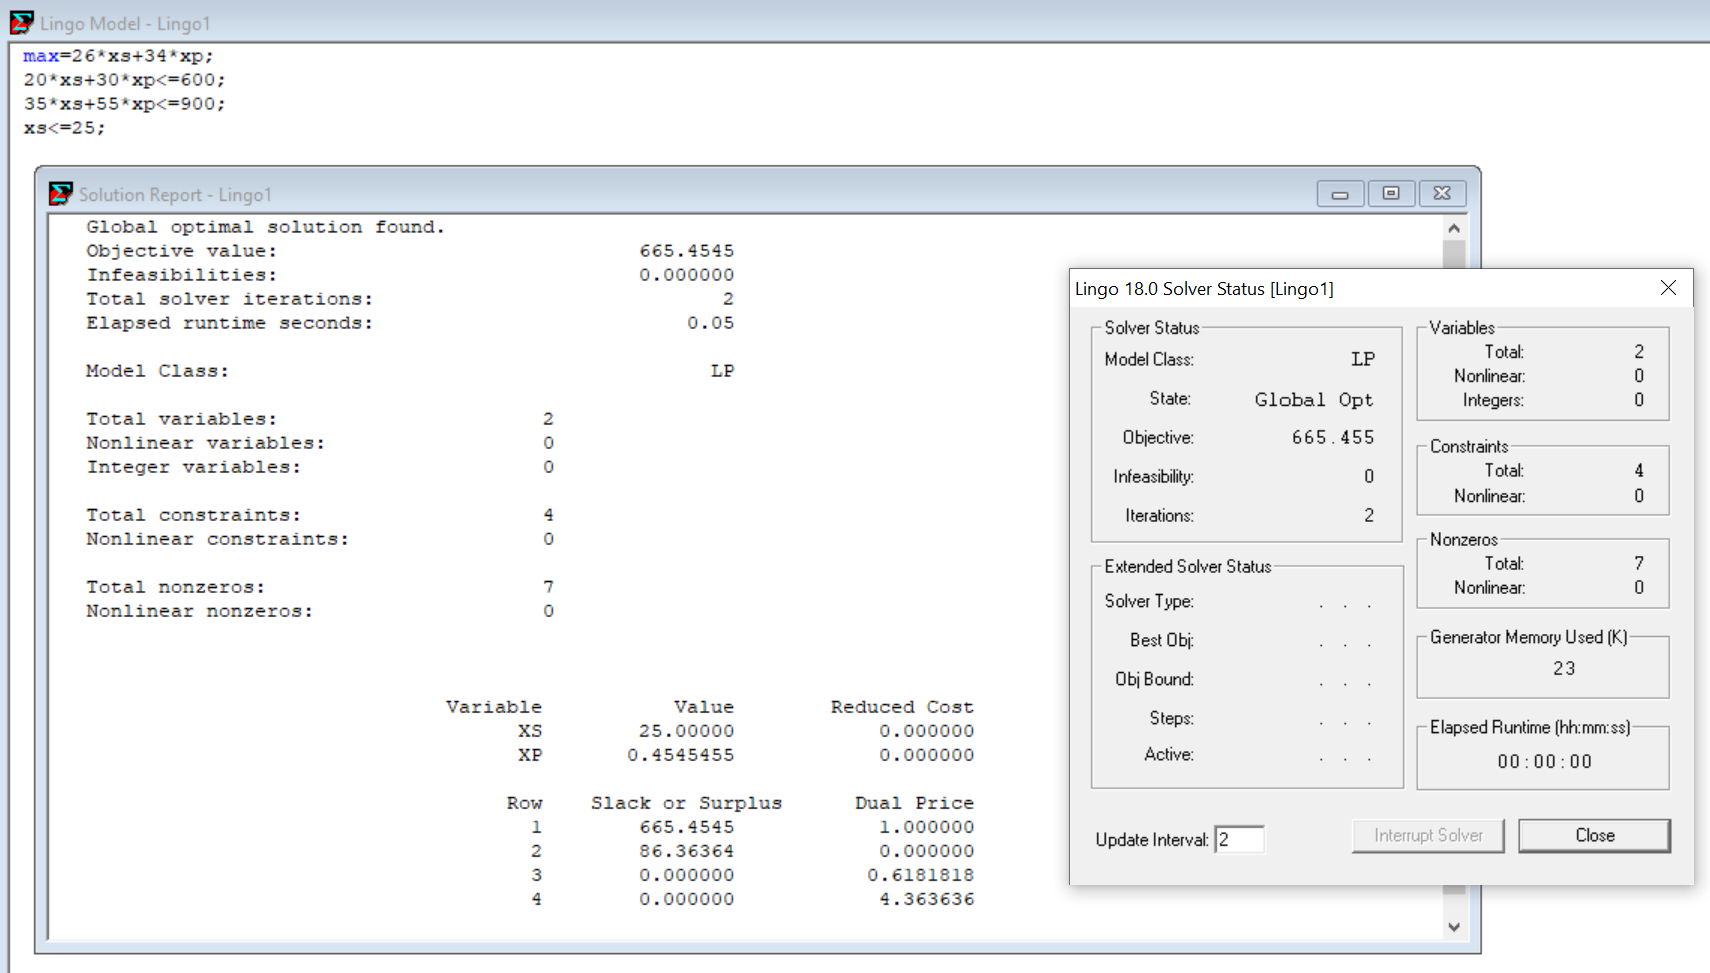 Lingo Model - Lingo1
max=26*xs+34*xp;
20*xs+30*xp<=600;
35*xs+55*xp<=900;
xs<=25;
Solution Report - Lingo1
Global optimal solution found.
Objective value: 665.4545
Infeasibilities: 0.000000
Total solver iterations: 2
Elapsed runtime seconds: 0.05
Model Class: LP
Total variables: 2
Nonlinear variables: 0
Integer variables: 0
Total constraints: 4
Nonlinear constraints: 0
Total nonzeros: 7
Nonlinear nonzeros: 0
Variable Value Reduced Cost
XS 25.00000 0.000000
XP 0.4545455 0.000000
Row Slack or Surplus Dual Price
1 665.4545 1.000000
2 86.36364 0.000000
3 0.000000 0.6181818
4 0.000000 4.363636
Lingo 18.0 Solver Status [Lingo1]
Solver Status
Model Class: LP
State: Global Opt
Objective: 665.455
Infeasibility: 0
Iterations: 2
Extended Solver Status
Solver Type: . . .
Best Obj: . . .
Obj Bound: . . .
Steps: . . .
Active: . . .
Update Interval: 2
Variables
Total: 2
Nonlinear: 0
Integers: 0
Constraints
Total: 4
Nonlinear: 0
Nonzeros
Total: 7
Nonlinear: 0
Generator Memory Used (K)
23
Elapsed Runtime (hh:mm:ss)
00:00:00
Interrupt Solver
Close